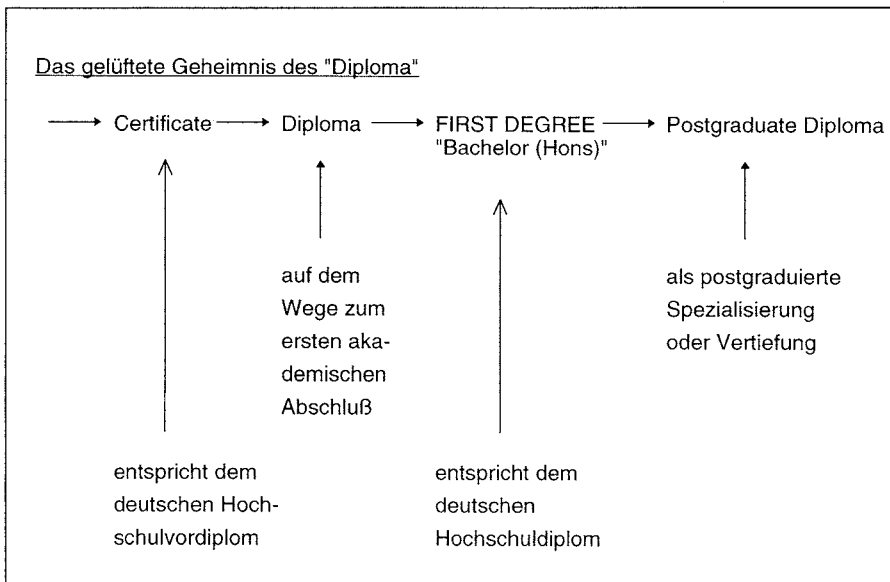 Das gelüftete Geheimnis des "Diploma"
Certificate
Diploma
FIRST DEGREE
"Bachelor (Hons)"
Postgraduate Diploma
auf dem
Wege zum
ersten aka-
demischen
Abschluß
als postgraduierte
Spezialisierung
oder Vertiefung
entspricht dem
deutschen Hoch-
schulvordiplom
entspricht dem
deutschen
Hochschuldiplom